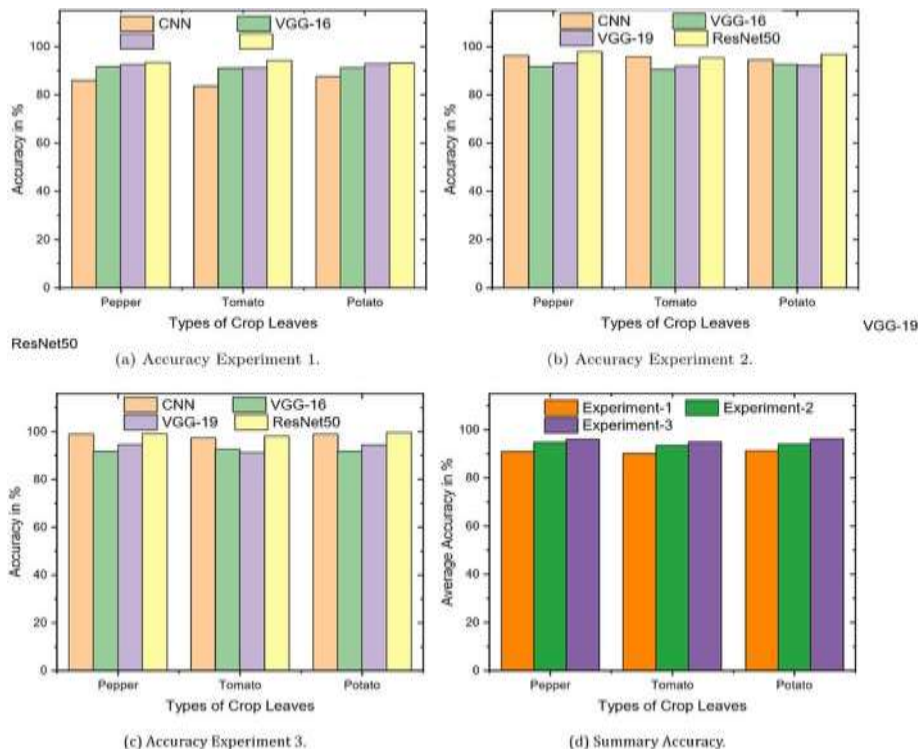 CNN VGG-16
100
80
60
40
20
0
Accuracy in %
Pepper Tomato Potato
Types of Crop Leaves
ResNet50
(a) Accuracy Experiment 1.
CNN VGG-16
VGG-19 ResNet50
100
80
60
40
20
0
Accuracy in %
Pepper Tomato Potato
Types of Crop Leaves
VGG-19
(b) Accuracy Experiment 2.
CNN VGG-16
VGG-19 ResNet50
100
80
60
40
20
0
Accuracy in %
Pepper Tomato Potato
Types of Crop Leaves
(c) Accuracy Experiment 3.
Experiment-1 Experiment-2
Experiment-3
100
80
60
40
20
0
Average Accuracy in %
Pepper Tomato Potato
Types of Crop Leaves
(d) Summary Accuracy.